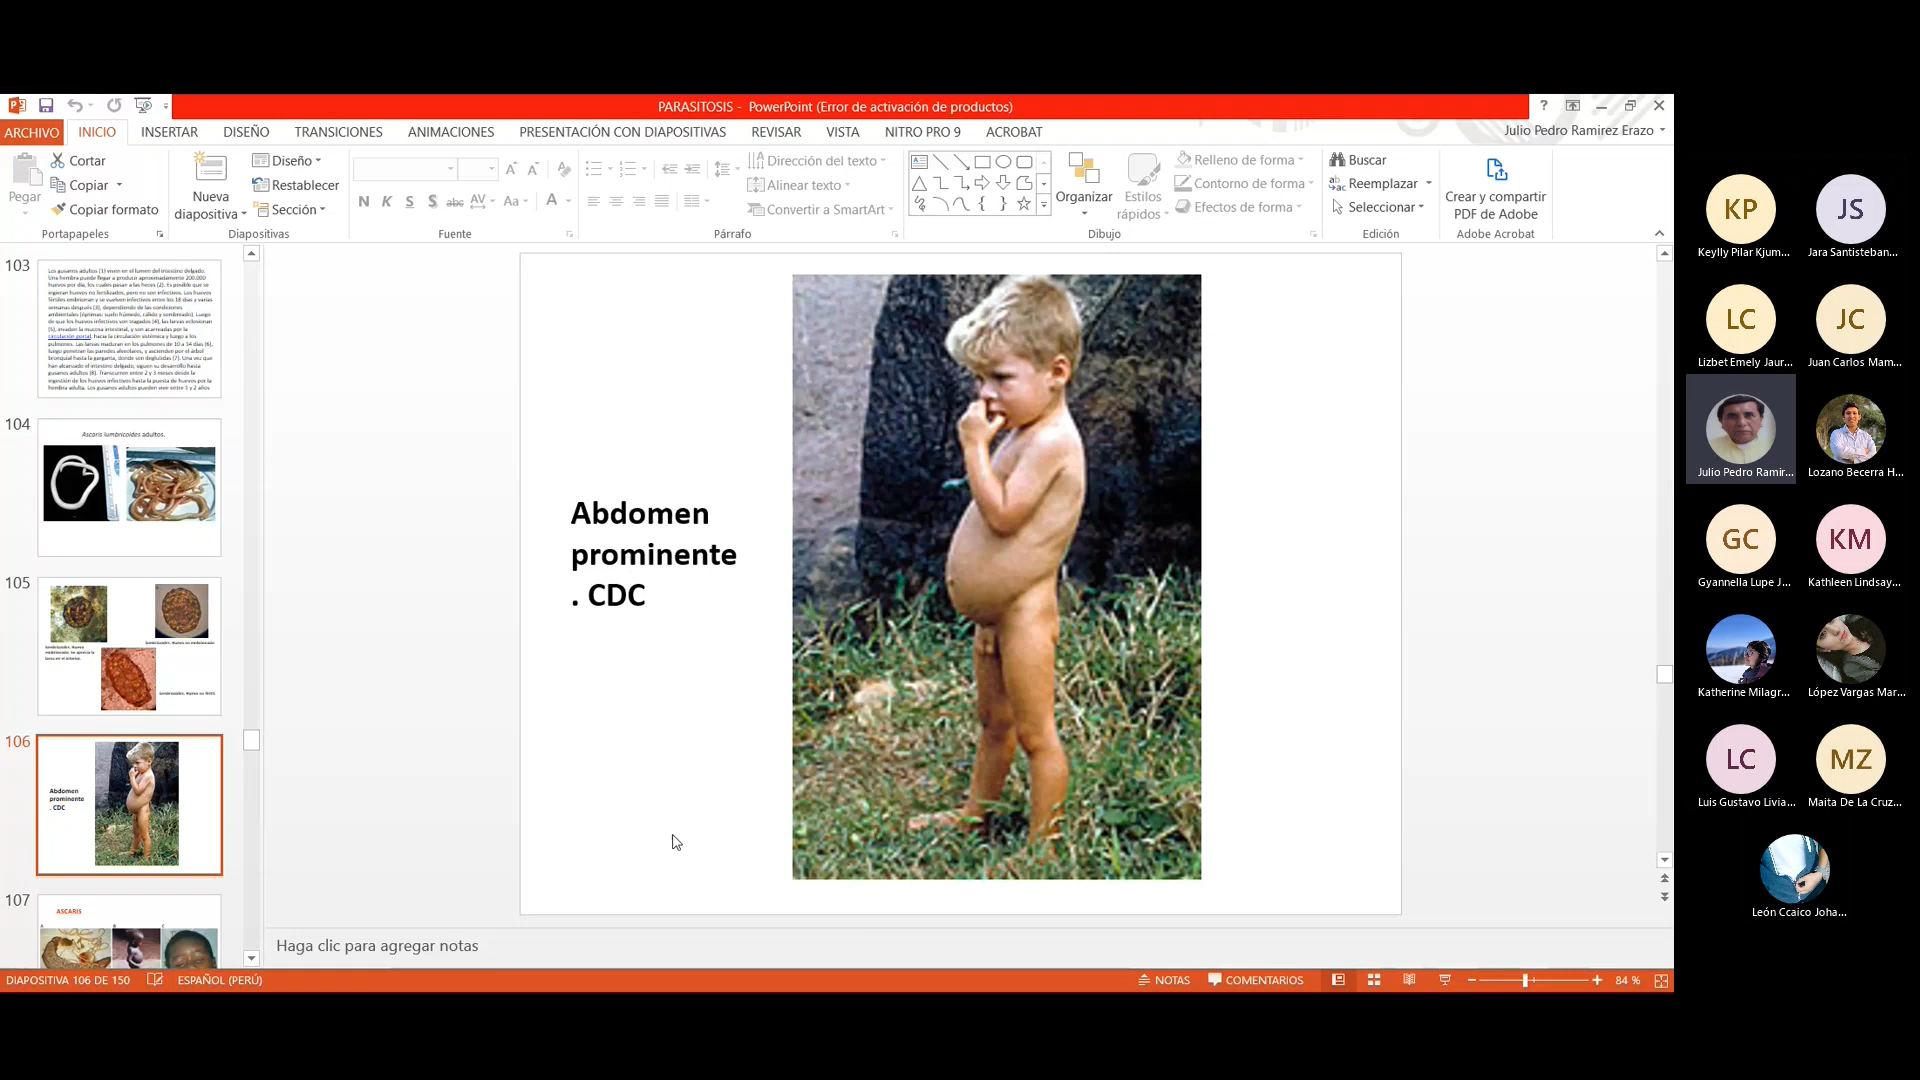 PARASITOSIS - PowerPoint (Error de activación de productos)
?
ARCHIVO INICIO INSERTAR DISEÑO TRANSICIONES ANIMACIONES PRESENTACIÓN CON DIAPOSITIVAS REVISAR VISTA NITRO PRO 9 ACROBAT
Julio Pedro Ramirez Erazo
Pegar
Cortar
Copiar
Copiar formato
Portapapeles
Nueva
diapositiva
Diseño
Restablecer
Sección
Diapositivas
N K S S abc AV Aa A
Fuente
Dirección del texto
Alinear texto
Convertir a SmartArt
Párrafo
Organizar
Estilos
rápidos
Relleno de forma
Contorno de forma
Efectos de forma
Dibujo
Buscar
Reemplazar
Seleccionar
Edición
Crear y compartir
PDF de Adobe
Adobe Acrobat
103
104
Ascaris lumbricoides adultos.
105
106
Abdomen
prominente
. CDC
107
ASCARIS
Abdomen
prominente
. CDC
Haga clic para agregar notas
DIAPOSITIVA 106 DE 150
ESPAÑOL (PERÚ)
NOTAS
COMENTARIOS
84 %
KP
Keylly Pilar Kjum...
JS
Jara Santisteban...
LC
Lizbet Emely Jaur...
JC
Juan Carlos Mam...
Julio Pedro Ramir...
Lozano Becerra H...
GC
Gyannella Lupe J...
KM
Kathleen Lindsay...
Katherine Milagr...
López Vargas Mar...
LC
Luis Gustavo Livia...
MZ
Maita De La Cruz...
León Ccaico Joha...